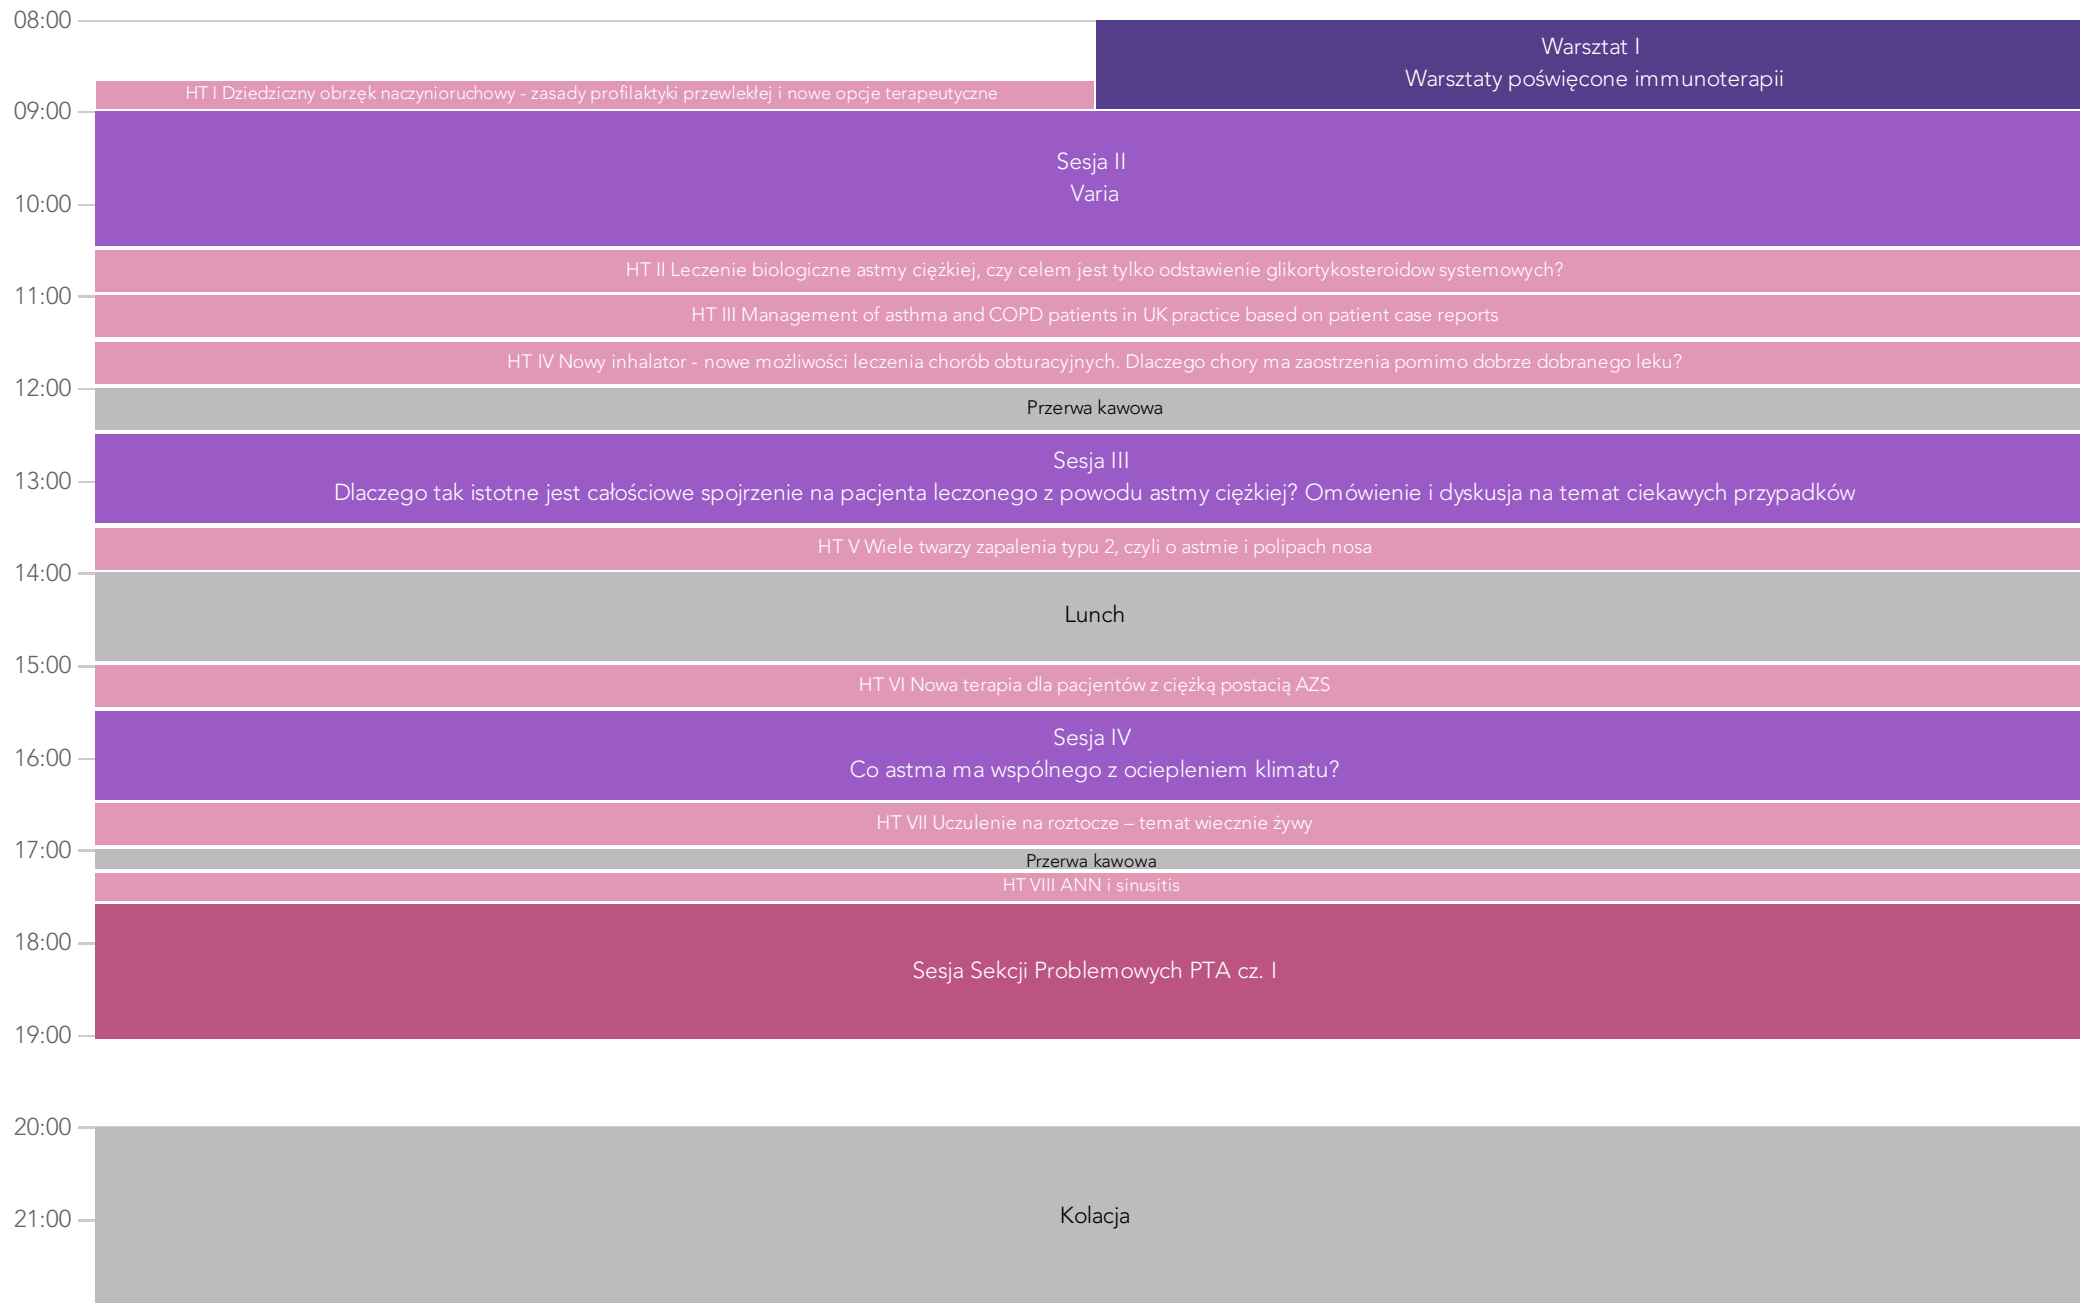 08:00
Warsztat I
Warsztaty poświęcone immunoterapii
HT I Dziedziczny obrzęk naczynioruchowy - zasady profilaktyki przewlekłej i nowe opcje terapeutyczne
09:00
Sesja II
Varia
10:00
HT II Leczenie biologiczne astmy ciężkiej, czy celem jest tylko odstawienie glikortykosteroidow systemowych?
11:00
HT III Management of asthma and COPD patients in UK practice based on patient case reports
HT IV Nowy inhalator - nowe możliwości leczenia chorób obturacyjnych. Dlaczego chory ma zaostrzenia pomimo dobrze dobranego leku?
12:00
Przerwa kawowa
Sesja III
13:00
Dlaczego tak istotne jest całościowe spojrzenie na pacjenta leczonego z powodu astmy ciężkiej? Omówienie i dyskusja na temat ciekawych przypadków
HT V Wiele twarzy zapalenia typu 2, czyli o astmie i polipach nosa
14:00
Lunch
15:00
HT VI Nowa terapia dla pacjentów z ciężką postacią AZS
Sesja IV
16:00
Co astma ma wspólnego z ociepleniem klimatu?
HT VII Uczulenie na roztocze – temat wiecznie żywy
17:00
Przerwa kawowa
HT VIII ANN i sinusitis
18:00
Sesja Sekcji Problemowych PTA cz. I
19:00
20:00
21:00
Kolacja